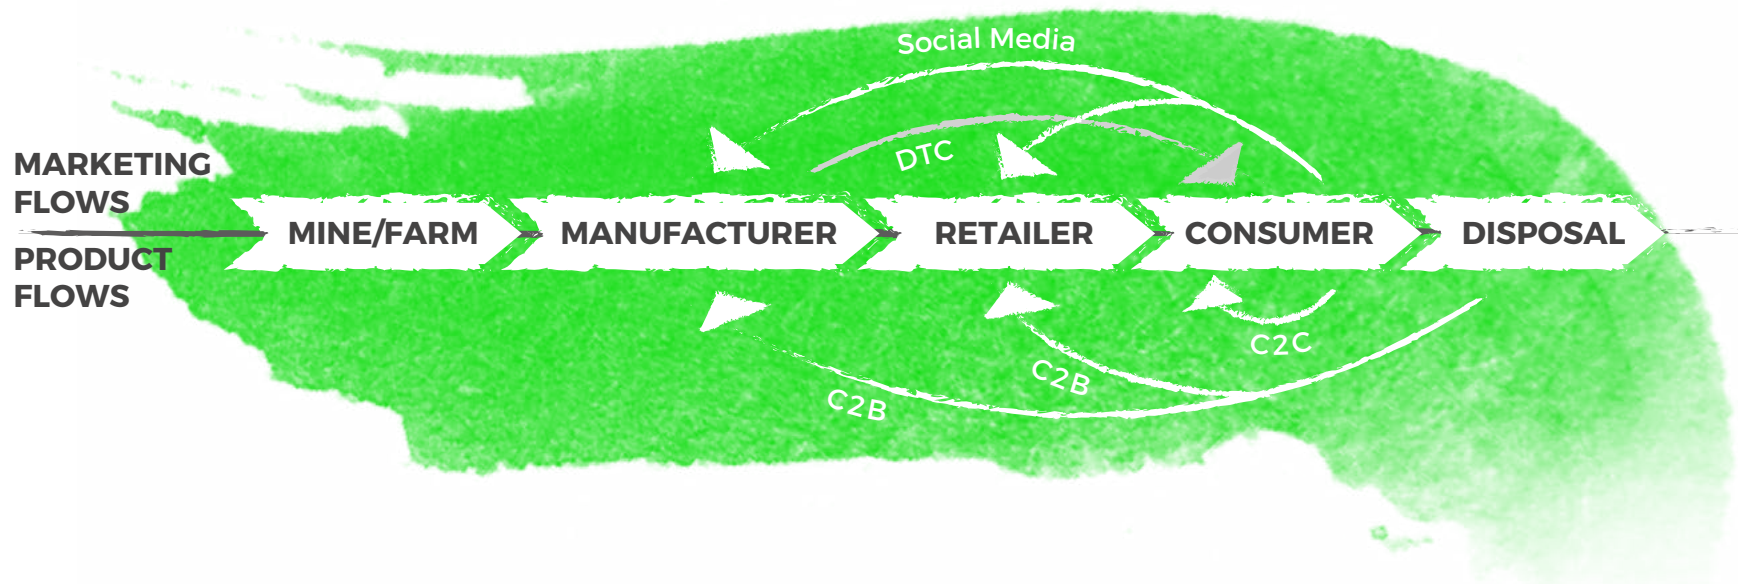 Social Media
DTC
MARKETING
FLOWS
MINE/FARM MANUFACTURER RETAILER CONSUMER DISPOSAL
PRODUCT
FLOWS
C2C
C2B
C2B